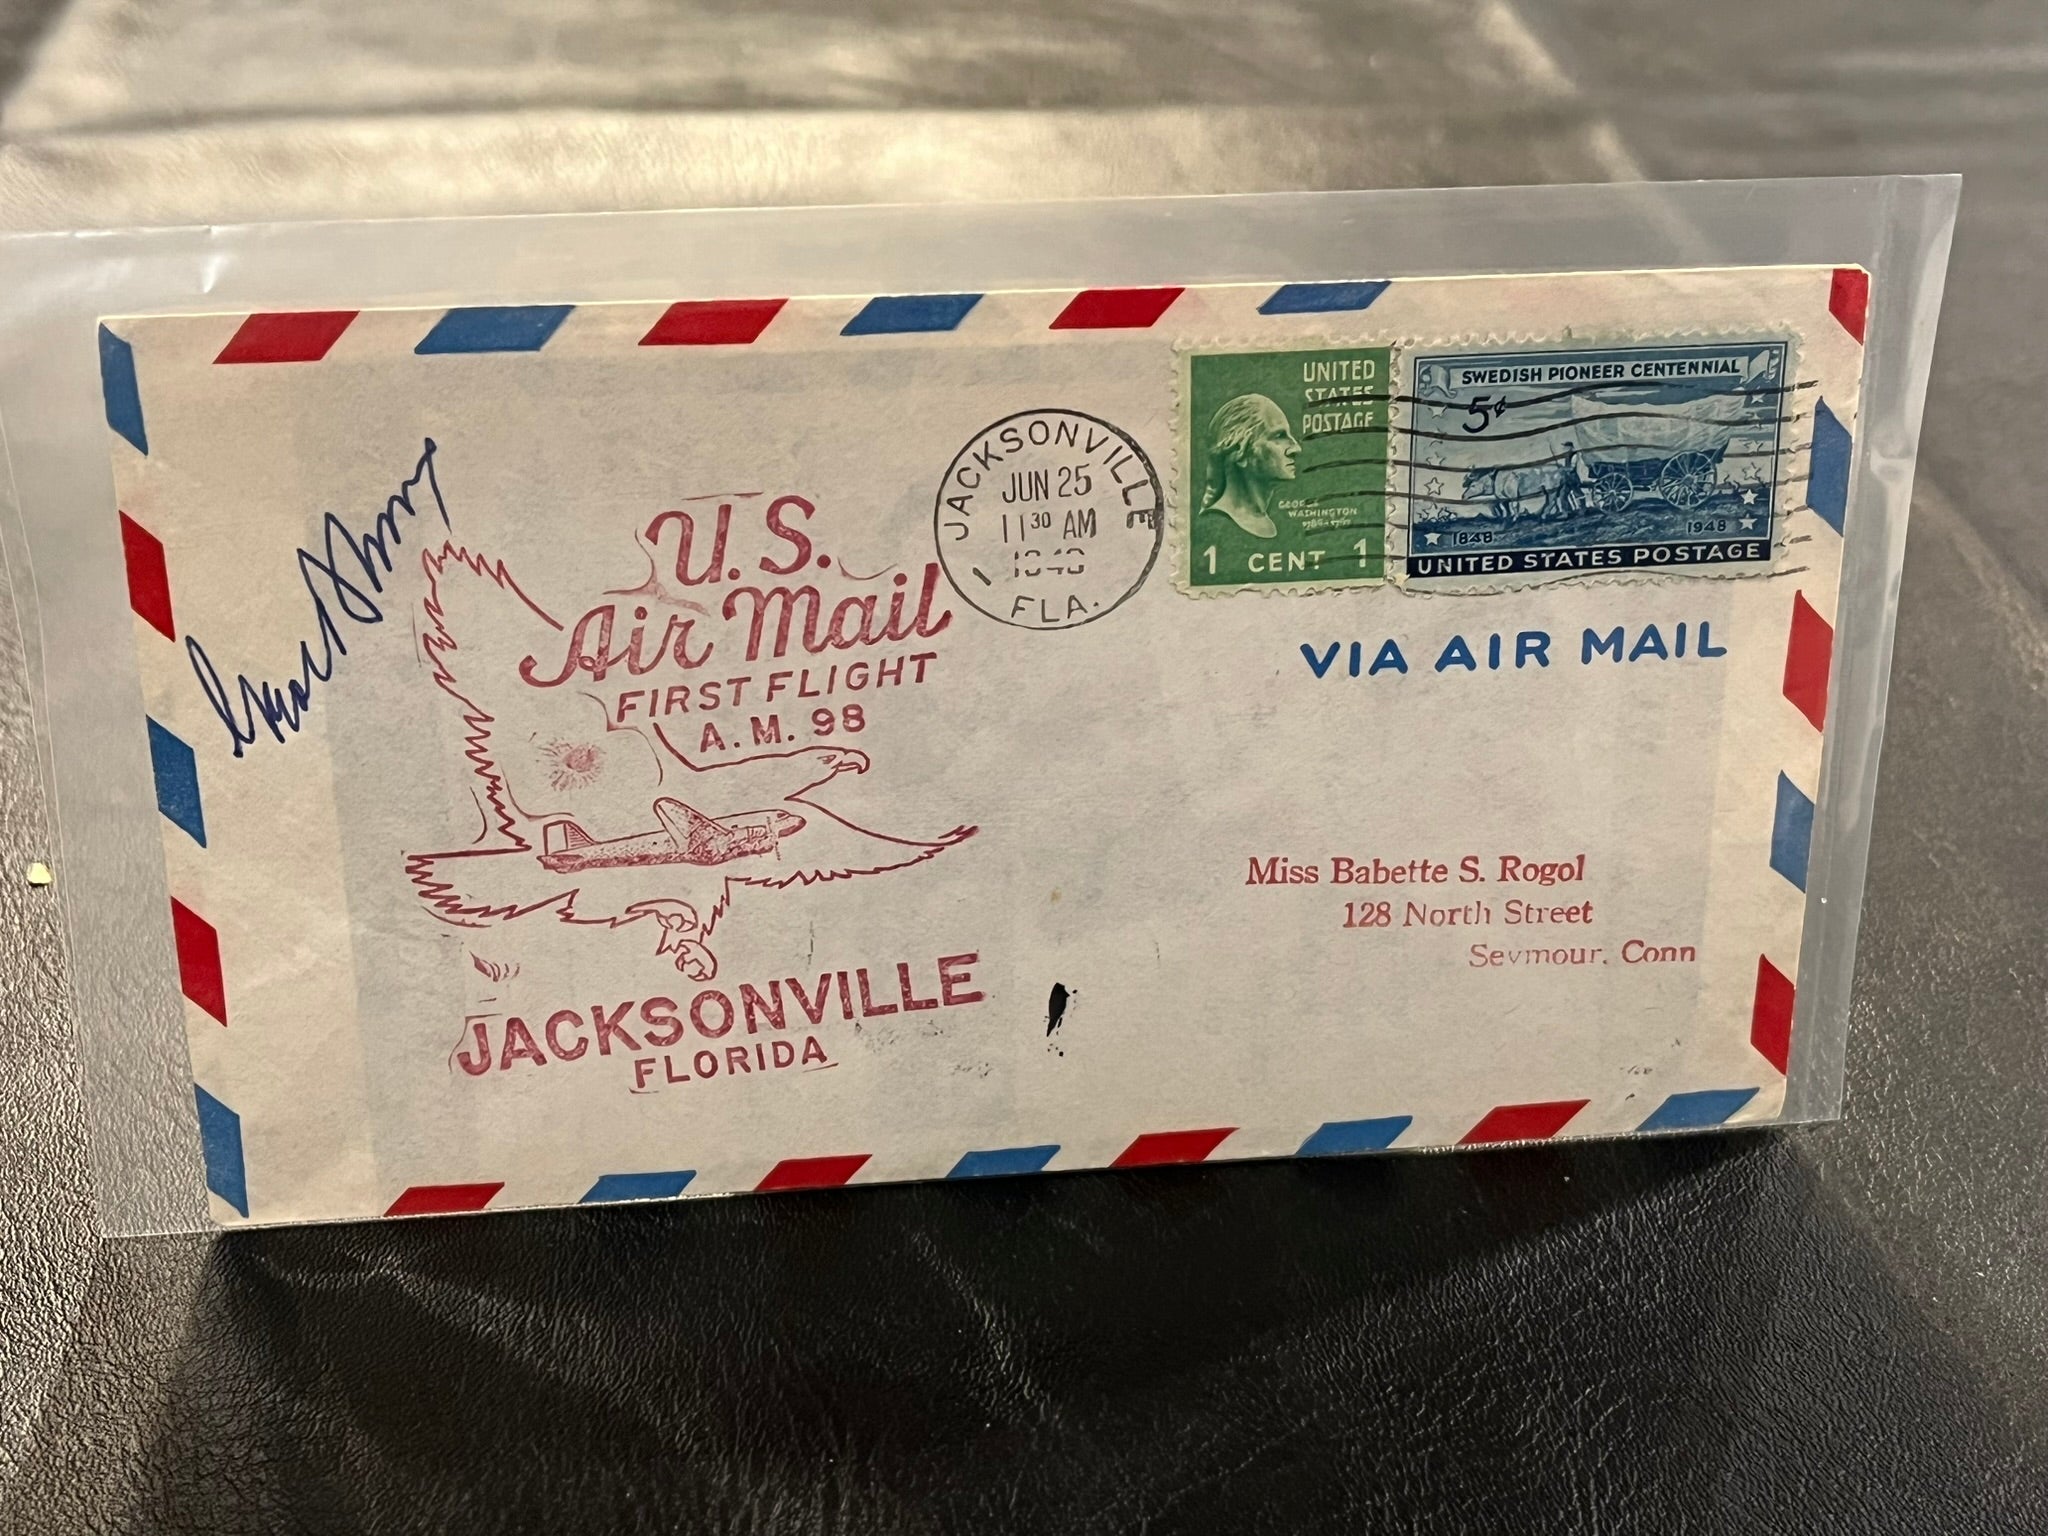 U.S.
Air Mail
FIRST FLIGHT
A.M. 98
JACKSONVILLE
FLORIDA
JACKSONVILLE
JUN 25
11 30 AM
FLA.
UNITED
STATES
POSTAGE
GEORGE
WASHINGTON
1 CENT 1
SWEDISH PIONEER CENTENNIAL
5¢
1848 1948
UNITED STATES POSTAGE
VIA AIR MAIL
Miss Babette S. Rogol
128 North Street
Seymour, Conn